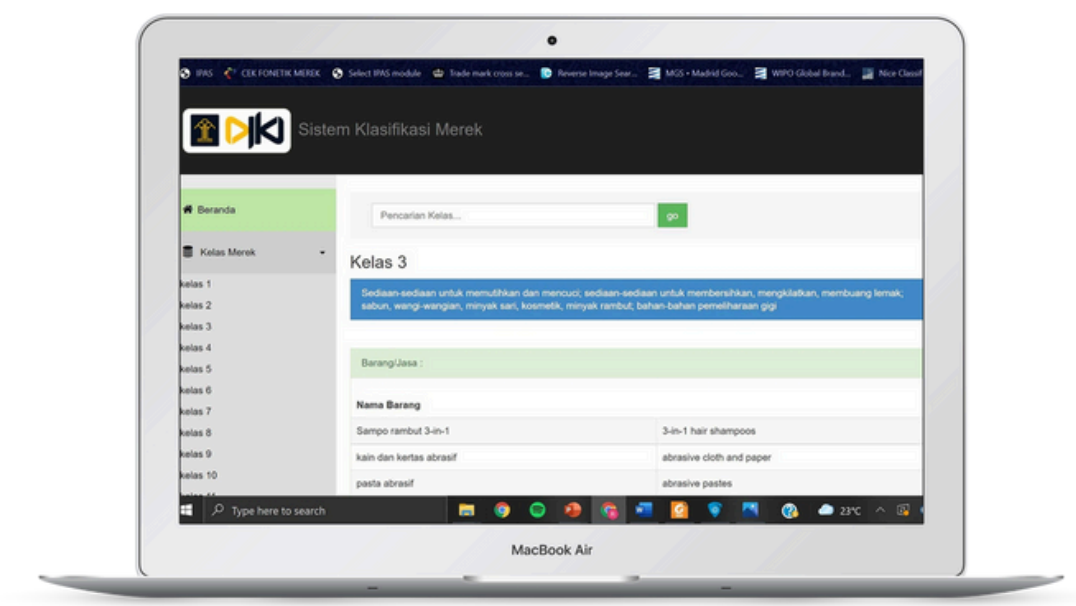 IPAS CEK FONETIK MEREK Select IPAS module Trade mark cross se... Reverse Image Sear... MGS • Madrid Goo... WIPO Global Brand... Nice Classif
DJKI Sistem Klasifikasi Merek
Beranda
Pencarian Kelas... go
Kelas Merek
Kelas 3
kelas 1
kelas 2
kelas 3
kelas 4
kelas 5
kelas 6
kelas 7
kelas 8
kelas 9
kelas 10
Sediaan-sediaan untuk memutihkan dan mencuci; sediaan-sediaan untuk membersihkan, mengkilatkan, membuang lemak;
sabun, wangi-wangian, minyak sari, kosmetik, minyak rambut; bahan-bahan pemeliharaan gigi
Barang/Jasa :
Nama Barang
Sampo rambut 3-in-1 3-in-1 hair shampoos
kain dan kertas abrasif abrasive cloth and paper
pasta abrasif abrasive pastes
Type here to search 23°C
MacBook Air